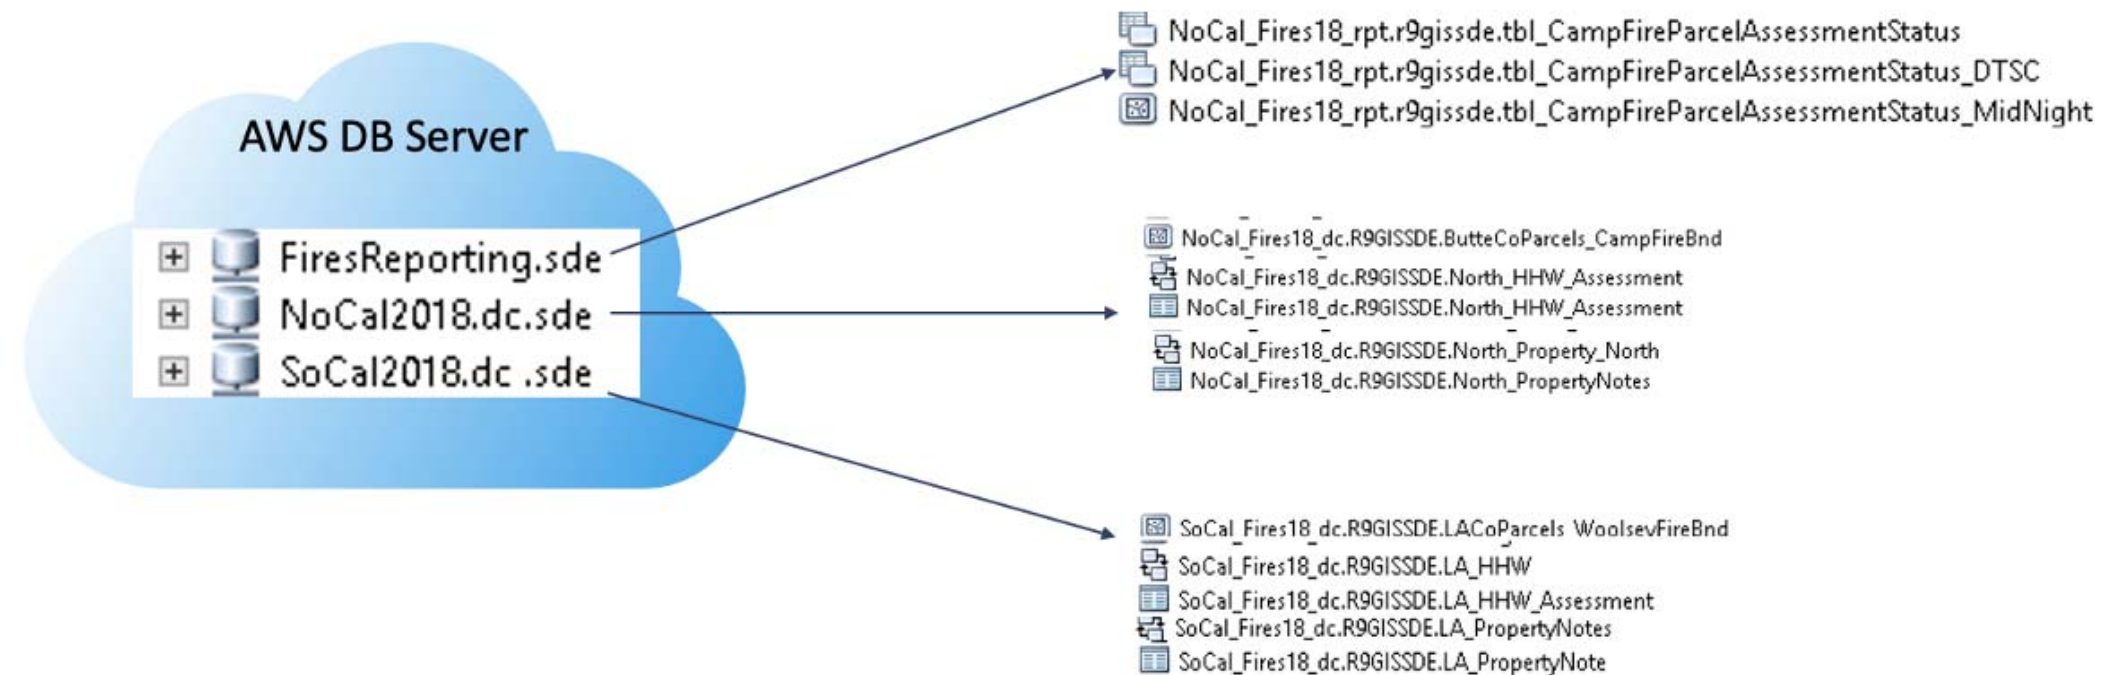 AWS DB Server
FiresReporting.sde
NoCal2018.dc.sde
SoCal2018.dc .sde
NoCal_Fires18_rpt.r9gissde.tbl_CampFireParcelAssessmentStatus
NoCal_Fires18_rpt.r9gissde.tbl_CampFireParcelAssessmentStatus_DTSC
NoCal_Fires18_rpt.r9gissde.tbl_CampFireParcelAssessmentStatus_MidNight
NoCal_Fires18_dc.R9GISSDE.ButteCoParcels_CampFireBnd
NoCal_Fires18_dc.R9GISSDE.North_HHW_Assessment
NoCal_Fires18_dc.R9GISSDE.North_HHW_Assessment
NoCal_Fires18_dc.R9GISSDE.North_Property_North
NoCal_Fires18_dc.R9GISSDE.North_PropertyNotes
SoCal_Fires18_dc.R9GISSDE.LACoParcels_WoolseyFireBnd
SoCal_Fires18_dc.R9GISSDE.LA_HHW
SoCal_Fires18_dc.R9GISSDE.LA_HHW_Assessment
SoCal_Fires18_dc.R9GISSDE.LA_PropertyNotes
SoCal_Fires18_dc.R9GISSDE.LA_PropertyNote